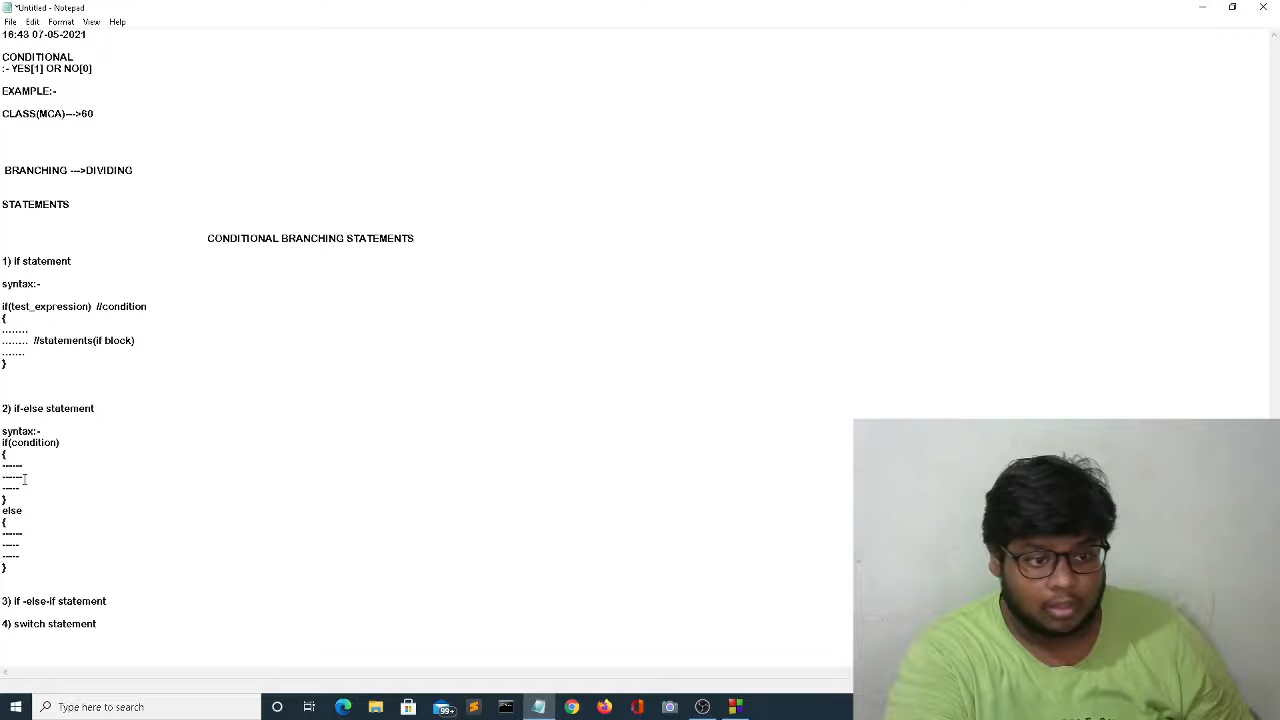 *Untitled - Notepad
File Edit Format View Help
16:43 07-05-2021
CONDITIONAL
:- YES[1] OR NO[0]
EXAMPLE:-
CLASS(MCA)--->60
BRANCHING --->DIVIDING
STATEMENTS
CONDITIONAL BRANCHING STATEMENTS
1) If statement
syntax:-
if(test_expression) //condition
{
........
........ //statements(if block)
.......
}
2) if-else statement
syntax:-
if(condition)
{
------
------
-----
}
else
{
------
-----
-----
}
3) If -else-if statement
4) switch statement
Type here to search
99+